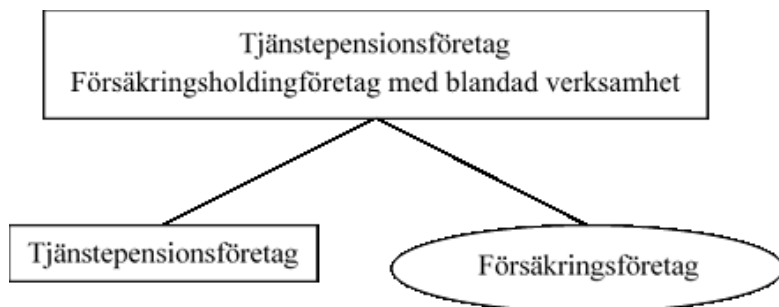 Tjänstepensionsföretag
Försäkringsholdingföretag med blandad verksamhet
Tjänstepensionsföretag
Försäkringsföretag